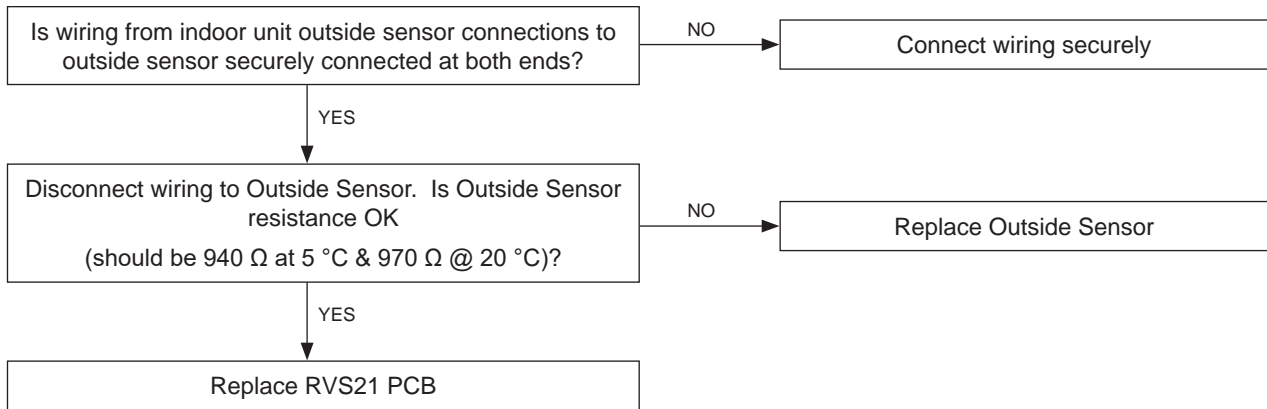 Is wiring from indoor unit outside sensor connections to
outside sensor securely connected at both ends?
NO
Connect wiring securely
YES
Disconnect wiring to Outside Sensor.  Is Outside Sensor
resistance OK
(should be 940 Ω at 5 °C & 970 Ω @ 20 °C)?
NO
Replace Outside Sensor
YES
Replace RVS21 PCB